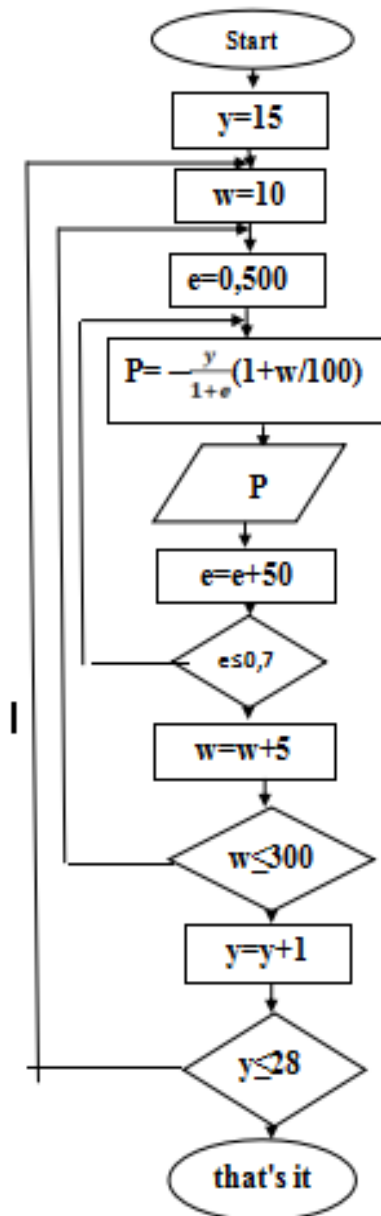 Start
y=15
w=10
e=0,500
P= −y/1+e(1+w/100)
P
e=e+50
e≤0,7
w=w+5
w≤300
y=y+1
y≤28
that's it